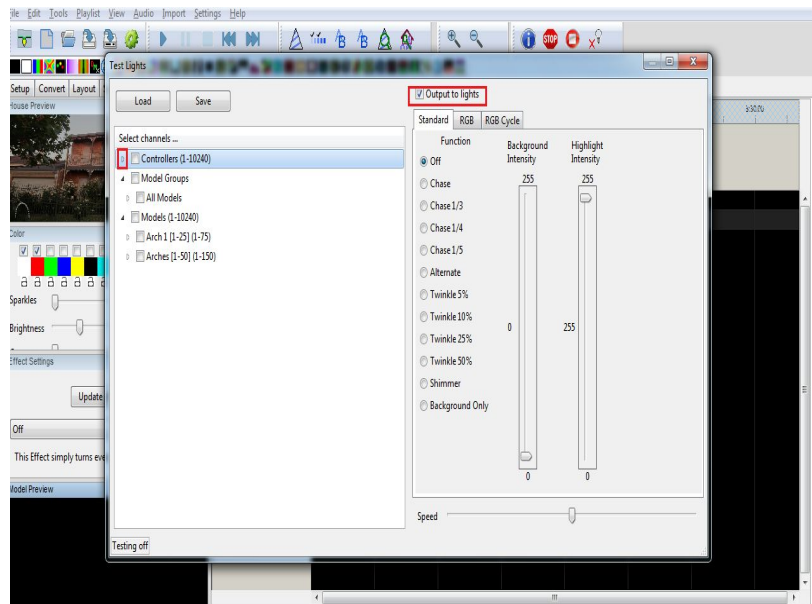 File Edit Tools Playlist View Audio Import Settings Help
STOP
Test Lights
Setup Convert Layout
House Preview
Load Save
Output to lights
Standard RGB RGB Cycle
Select channels ...
Controllers (1-10240)
Model Groups
All Models
Models (1-10240)
Arch 1 [1-25] (1-75)
Arches [1-50] (1-150)
Function
Background Intensity
Highlight Intensity
255 255
Off
Chase
Chase 1/3
Chase 1/4
Chase 1/5
Alternate
Twinkle 5%
Twinkle 10%
Twinkle 25%
Twinkle 50%
Shimmer
Background Only
0 255
0 0
Speed
Testing off
Color
Sparkles
Brightness
Effect Settings
Update
Off
This Effect simply turns eve
Model Preview